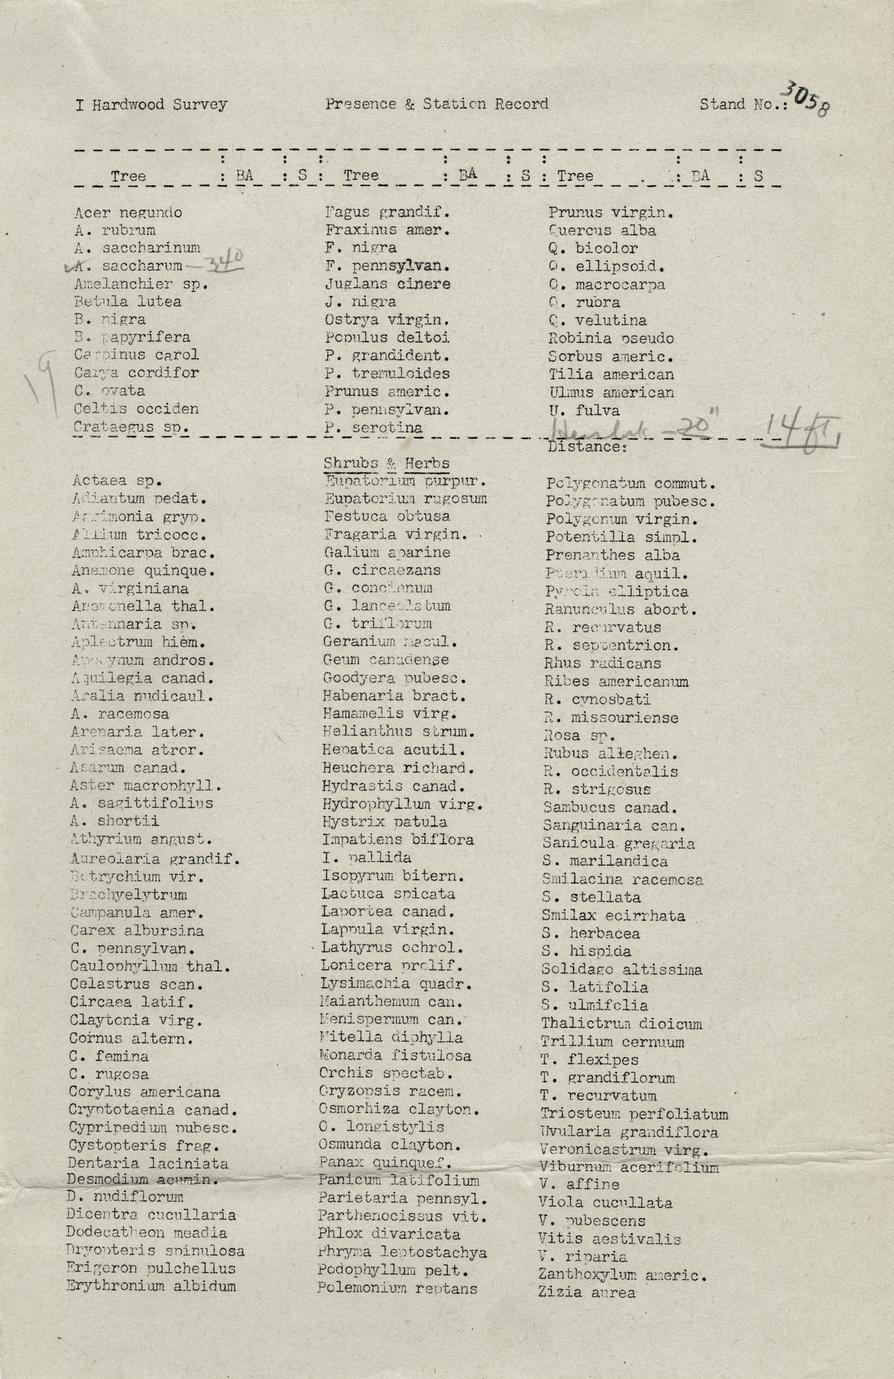 I Hardwood Survey Presence & Station Record Stand No.: 3058
Tree : BA : S : Tree : BA : S : Tree : BA : S
Acer negundo
A. rubrum
A. saccharinum
✓A. saccharum — 340
Amelanchier sp.
Betula lutea
B. nigra
B. papyrifera
Carpinus carol
Carya cordifor
C. ovata
Celtis occiden
Crataegus sp.
Fagus grandif.
Fraxinus amer.
F. nigra
F. pennsylvan.
Juglans cinere
J. nigra
Ostrya virgin.
Populus deltoi
P. grandident.
P. tremuloides
Prunus americ.
P. pennsylvan.
P. serotina
Prunus virgin.
Quercus alba
Q. bicolor
Q. ellipsoid.
Q. macrocarpa
Q. rubra
Q. velutina
Robinia pseudo
Sorbus americ.
Tilia american
Ulmus american
U. fulva
Hemlock — 20"
Distance: 14 ft.
Shrubs & Herbs
Actaea sp.
Adiantum pedat.
Agrimonia gryp.
Allium tricocc.
Amphicarpa brac.
Anemone quinque.
A. virginiana
Anemonella thal.
Antennaria sp.
Aplectrum hiem.
Apocynum andros.
Aquilegia canad.
Aralia nudicaul.
A. racemosa
Arenaria later.
Arisaema atror.
Asarum canad.
Aster macrophyll.
A. sagittifolius
A. shortii
Athyrium angust.
Aureolaria grandif.
Botrychium vir.
Brachyelytrum
Campanula amer.
Carex albursina
C. pennsylvan.
Caulophyllum thal.
Celastrus scan.
Circaea latif.
Claytonia virg.
Cornus altern.
C. femina
C. rugosa
Corylus americana
Cryptotaenia canad.
Cypripedium pubesc.
Cystopteris frag.
Dentaria laciniata
Desmodium acumin.
D. nudiflorum
Dicentra cucullaria
Dodecatheon meadia
Dryopteris spinulosa
Erigeron pulchellus
Erythronium albidum
Eupatorium purpur.
Eupatorium rugosum
Festuca obtusa
Fragaria virgin.
Galium aparine
G. circaezans
G. concinnum
G. lanceolatum
G. triflorum
Geranium macul.
Geum canadense
Goodyera pubesc.
Habenaria bract.
Hamamelis virg.
Helianthus strum.
Hepatica acutil.
Heuchera richard.
Hydrastis canad.
Hydrophyllum virg.
Hystrix patula
Impatiens biflora
I. pallida
Isopyrum bitern.
Lactuca spicata
Laportea canad.
Lappula virgin.
Lathyrus ochrol.
Lonicera prolif.
Lysimachia quadr.
Maianthemum can.
Menispermum can.
Mitella diphylla
Monarda fistulosa
Orchis spectab.
Oryzopsis racem.
Osmorhiza clayton.
O. longistylis
Osmunda clayton.
Panax quinquef.
Panicum latifolium
Parietaria pennsyl.
Parthenocissus vit.
Phlox divaricata
Phryma leptostachya
Podophyllum pelt.
Polemonium reptans
Polygonatum commut.
Polygonatum pubesc.
Polygonum virgin.
Potentilla simpl.
Prenanthes alba
Pteridium aquil.
Pyrola elliptica
Ranunculus abort.
R. recurvatus
R. septentrion.
Rhus radicans
Ribes americanum
R. cynosbati
R. missouriense
Rosa sp.
Rubus alleghen.
R. occidentalis
R. strigosus
Sambucus canad.
Sanguinaria can.
Sanicula gregaria
S. marilandica
Smilacina racemosa
S. stellata
Smilax ecirrhata
S. herbacea
S. hispida
Solidago altissima
S. latifolia
S. ulmifolia
Thalictrum dioicum
Trillium cernuum
T. flexipes
T. grandiflorum
T. recurvatum
Triosteum perfoliatum
Uvularia grandiflora
Veronicastrum virg.
Viburnum acerifolium
V. affine
Viola cucullata
V. pubescens
Vitis aestivalis
V. riparia
Zanthoxylum americ.
Zizia aurea